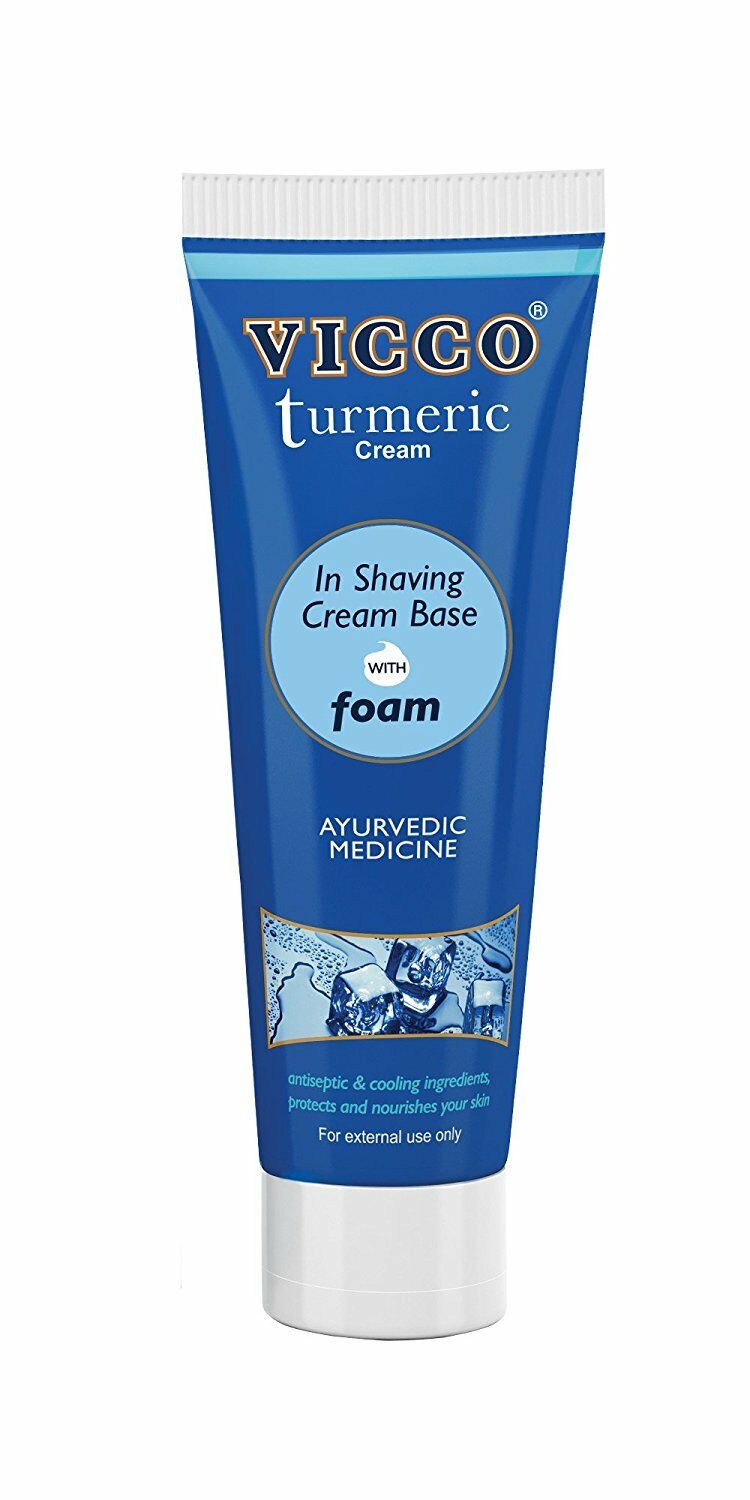 VICCO®
turmeric
Cream
In Shaving
Cream Base
WITH
foam
AYURVEDIC
MEDICINE
antiseptic & cooling ingredients,
protects and nourishes your skin
For external use only